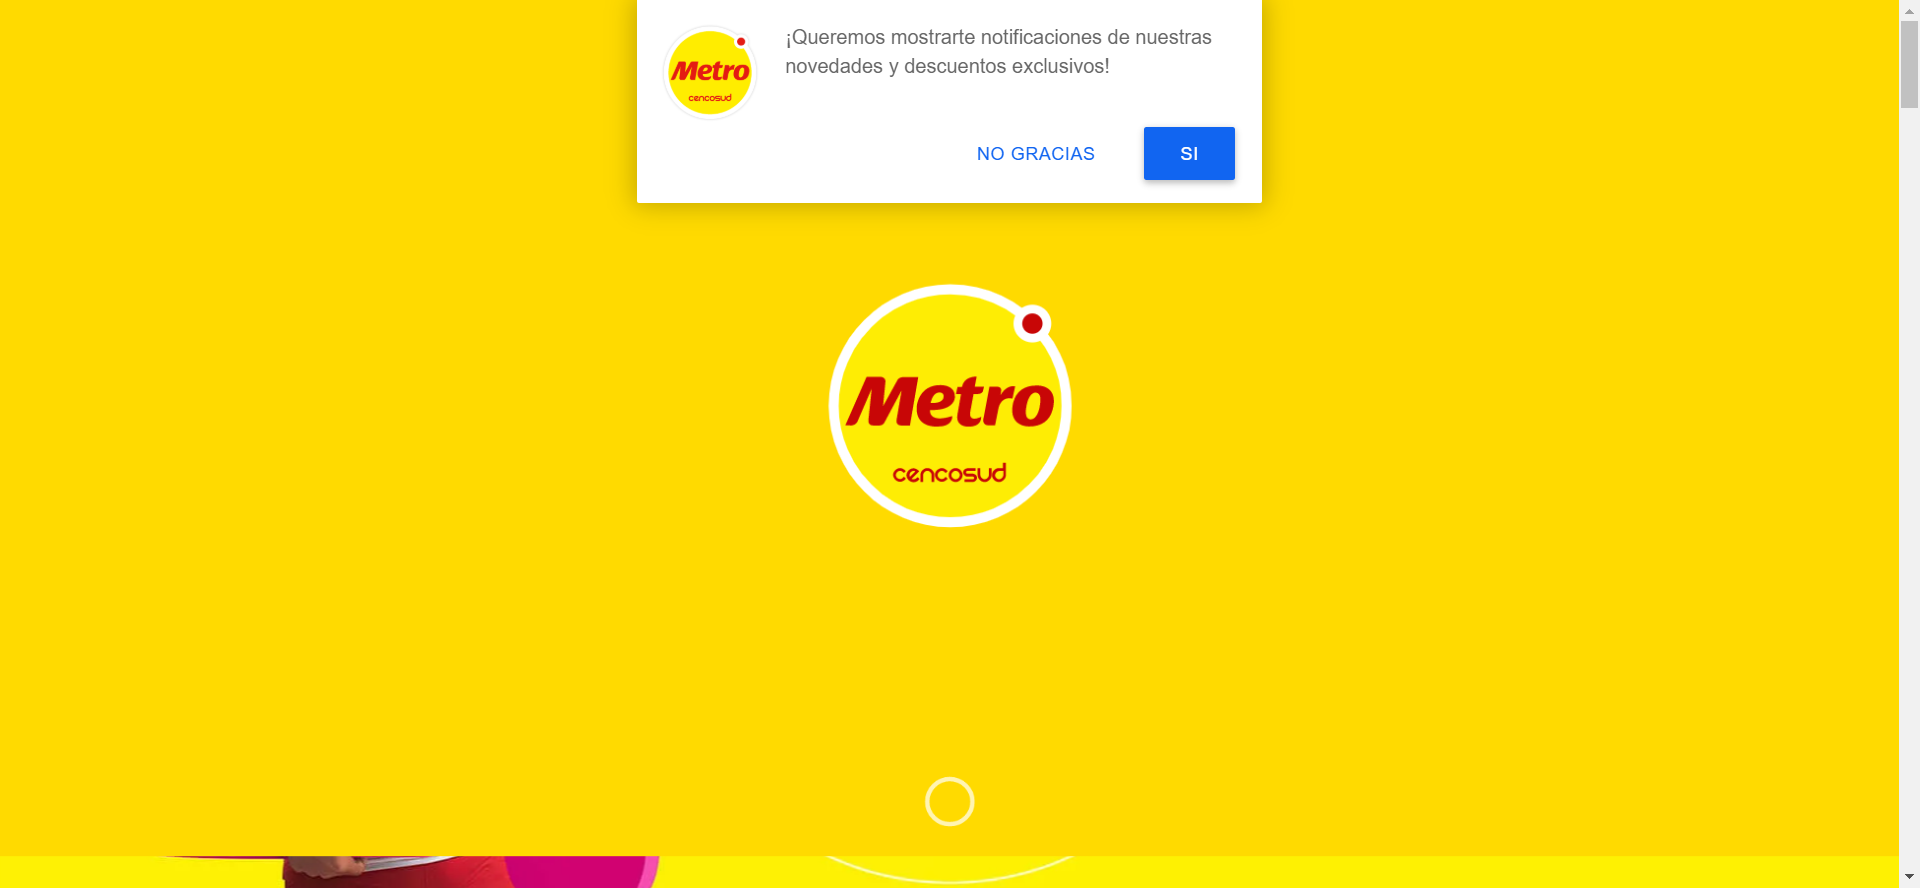 ¡Queremos mostrarte notificaciones de nuestras
novedades y descuentos exclusivos!
Metro
cencosud
NO GRACIAS
SI
Metro
cencosud